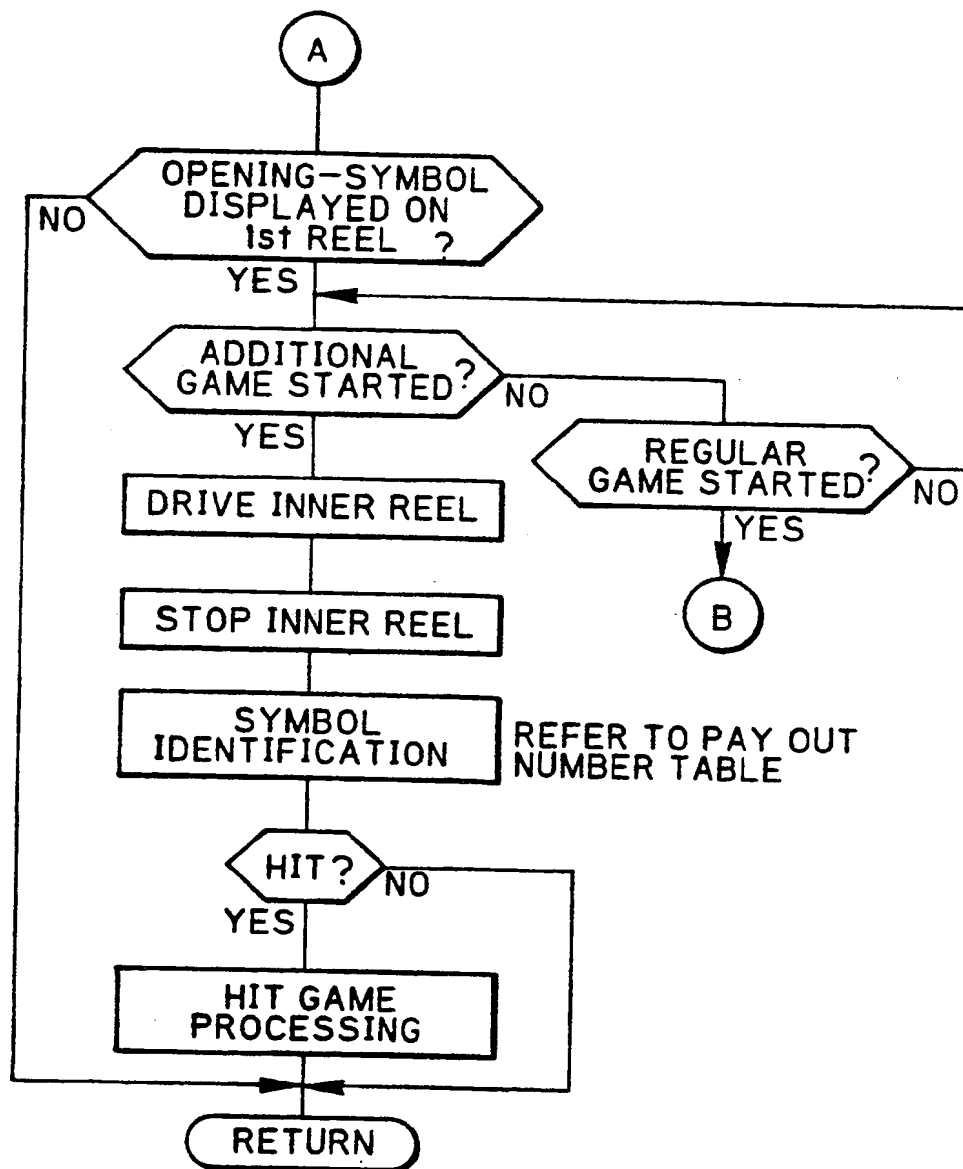 A
OPENING-SYMBOL
DISPLAYED ON
1st REEL ?
NO
YES
ADDITIONAL
GAME STARTED?
NO
YES
REGULAR
GAME STARTED?
NO
YES
B
DRIVE INNER REEL
STOP INNER REEL
SYMBOL
IDENTIFICATION
REFER TO PAY OUT
NUMBER TABLE
HIT?
NO
YES
HIT GAME
PROCESSING
RETURN